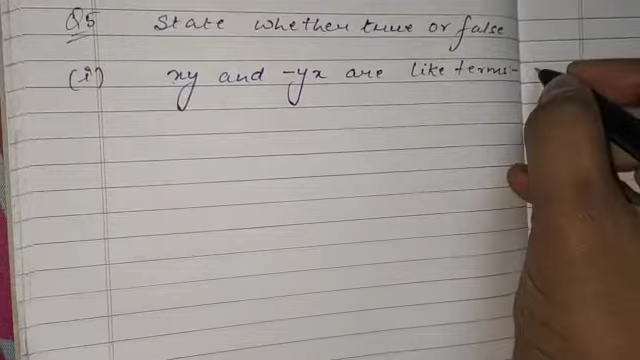 Q5 State whether true or false
(i) xy and -yx are like terms-